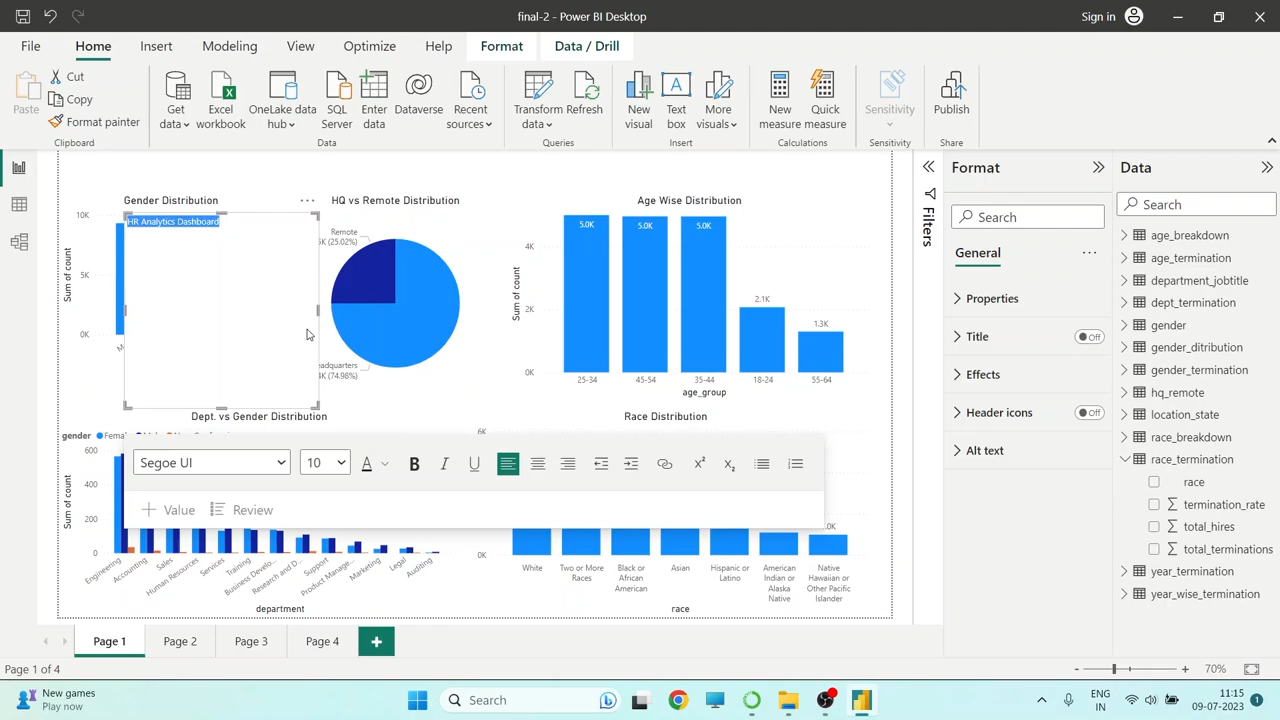 final-2 - Power BI Desktop
Sign in
File
Home
Insert
Modeling
View
Optimize
Help
Format
Data / Drill
Paste
Cut
Copy
Format painter
Clipboard
Get data
Excel workbook
OneLake data hub
SQL Server
Enter data
Dataverse
Recent sources
Data
Transform data
Refresh
Queries
New visual
Text box
More visuals
Insert
New measure
Quick measure
Calculations
Sensitivity
Sensitivity
Publish
Share
Gender Distribution
10K
5K
0K
Sum of count
HR Analytics Dashboard
HQ vs Remote Distribution
Remote
(25.02%)
(74.98%)
Age Wise Distribution
Sum of count
4K
2K
0K
5.0K
5.0K
5.0K
2.1K
1.3K
25-34
45-54
35-44
18-24
55-64
age_group
Dept. vs Gender Distribution
gender
600
400
200
0
Sum of count
Engineering
Accounting
Sales
Human Resources
Services
Training
Business Develo...
Research and D...
Support
Product Manage...
Marketing
Legal
Auditing
department
Race Distribution
6K
0K
White
Two or More Races
Black or African American
Asian
Hispanic or Latino
American Indian or Alaska Native
Native Hawaiian or Other Pacific Islander
race
Segoe UI
10
A
B
I
U
Value
Review
Filters
Format
Search
General
Properties
Title
Off
Effects
Header icons
Off
Alt text
Data
Search
age_breakdown
age_termination
department_jobtitle
dept_termination
gender
gender_ditribution
gender_termination
hq_remote
location_state
race_breakdown
race_termination
race
termination_rate
total_hires
total_terminations
year_termination
year_wise_termination
Page 1
Page 2
Page 3
Page 4
Page 1 of 4
70%
New games
Play now
Search
ENG
IN
11:15
09-07-2023
1